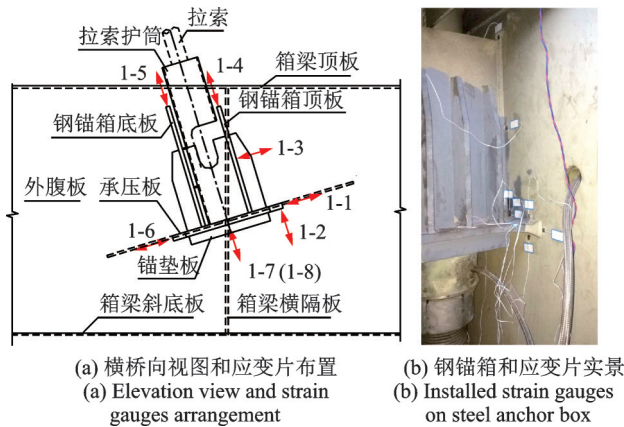 拉索
拉索护筒
1-5
1-4
箱梁顶板
钢锚箱顶板
钢锚箱底板
1-3
外腹板
承压板
1-1
1-6
1-2
锚垫板
1-7 (1-8)
箱梁斜底板
箱梁横隔板
(a) 横桥向视图和应变片布置
(a) Elevation view and strain
gauges arrangement
(b) 钢锚箱和应变片实景
(b) Installed strain gauges
on steel anchor box